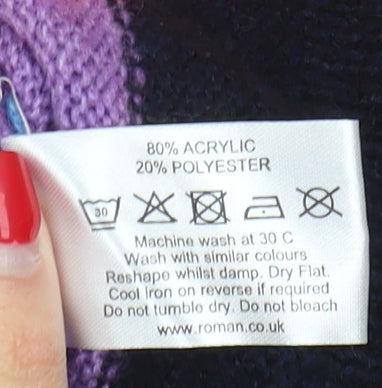 80% ACRYLIC
20% POLYESTER
30
Machine wash at 30 C
Wash with similar colours
Reshape whilst damp. Dry Flat.
Cool Iron on reverse if required
Do not tumble dry. Do not bleach
www.roman.co.uk